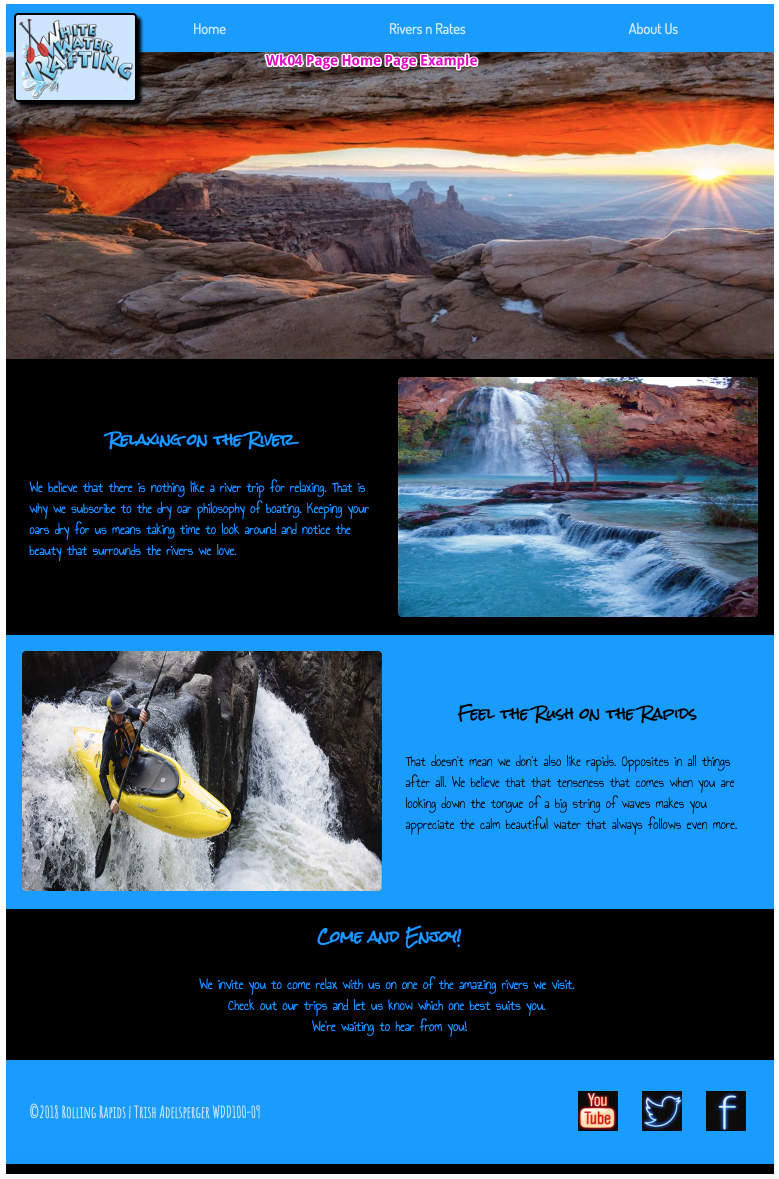 WHITE
WATER
RAFTING
Home
Rivers n Rates
About Us
Wk04 Page Home Page Example
Relaxing on the River
We believe that there is nothing like a river trip for relaxing. That is
why we subscribe to the dry oar philosophy of boating. Keeping your
oars dry for us means taking time to look around and notice the
beauty that surrounds the rivers we love.
Feel the Rush on the Rapids
That doesn't mean we don't also like rapids. Opposites in all things
after all. We believe that that tenseness that comes when you are
looking down the tongue of a big string of waves makes you
appreciate the calm beautiful water that always follows even more.
Come and Enjoy!
We invite you to come relax with us on one of the amazing rivers we visit.
Check out our trips and let us know which one best suits you.
We're waiting to hear from you!
©2018 Rolling Rapids | Trish Adelsperger WDD100-09
You
Tube
f